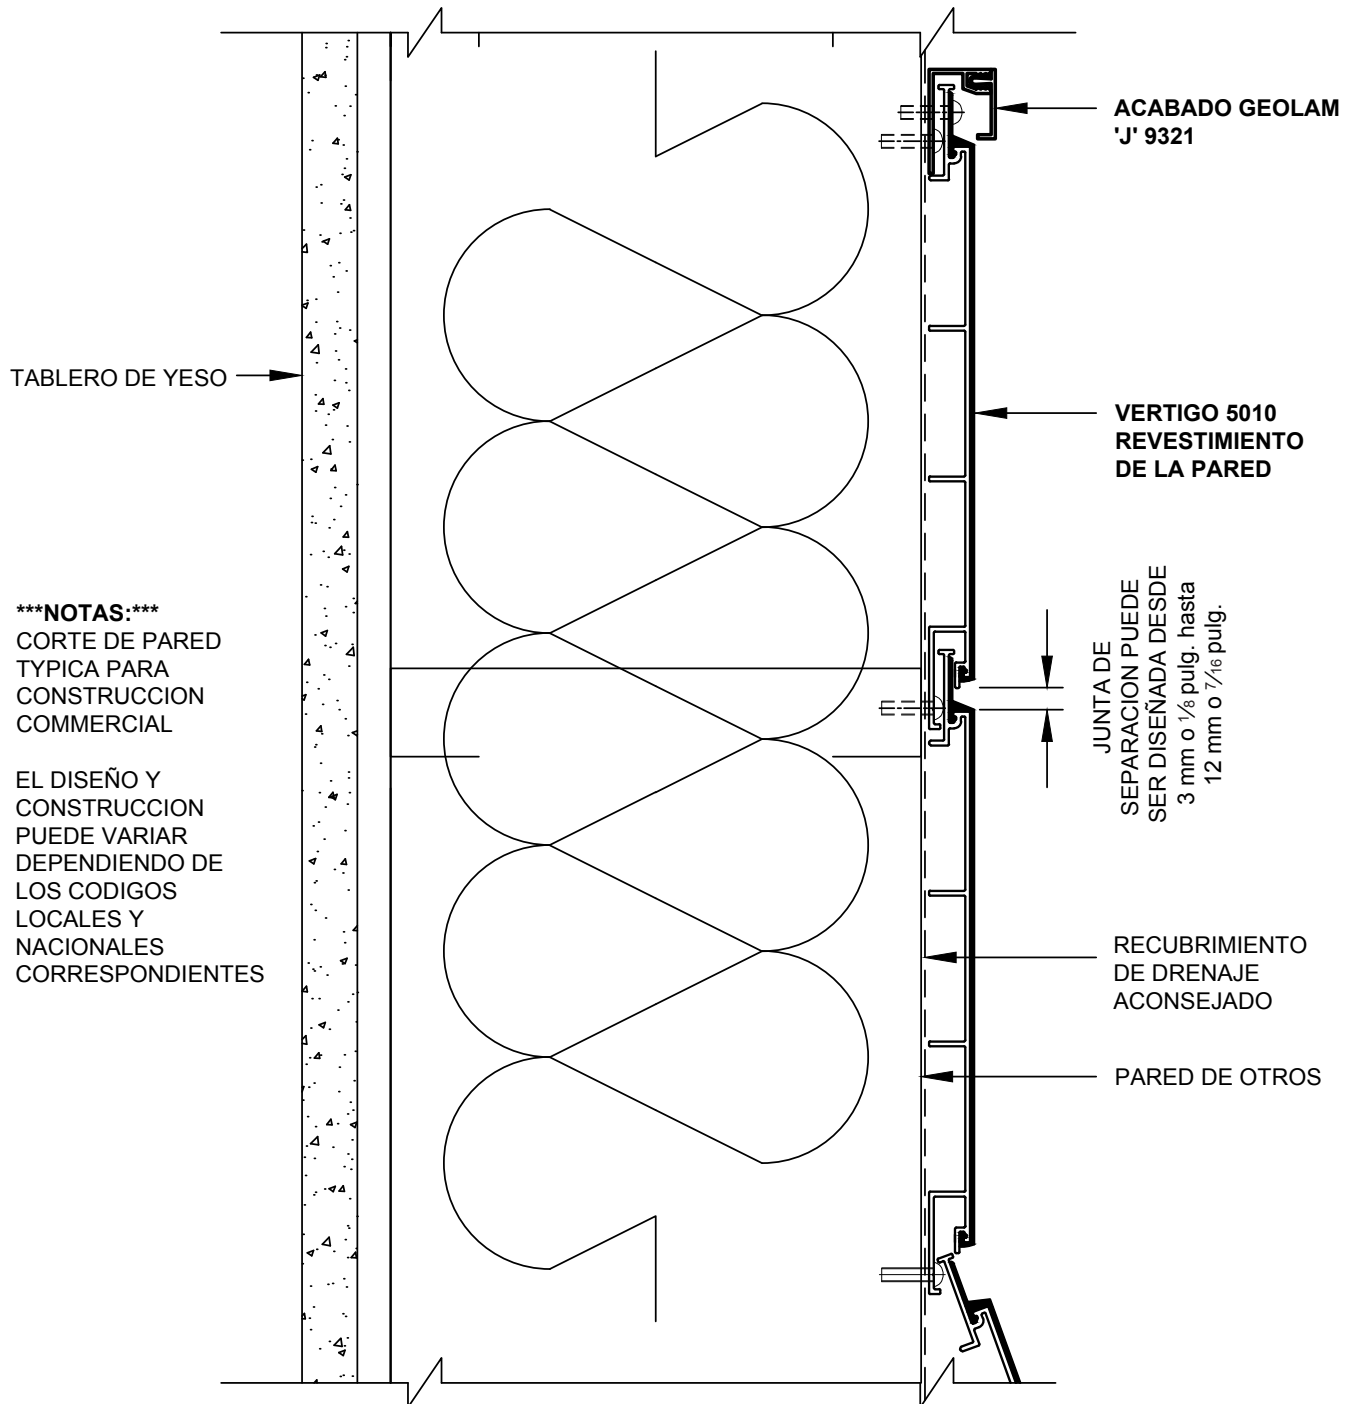 ACABADO GEOLAM
'J' 9321
TABLERO DE YESO
VERTIGO 5010
REVESTIMIENTO
DE LA PARED
***NOTAS:***
CORTE DE PARED
TYPICA PARA
CONSTRUCCION
COMMERCIAL
EL DISEÑO Y
CONSTRUCCION
PUEDE VARIAR
DEPENDIENDO DE
LOS CODIGOS
LOCALES Y
NACIONALES
CORRESPONDIENTES
JUNTA DE
SEPARACION PUEDE
SER DISEÑADA DESDE
3 mm o 1/8 pulg. hasta
12 mm o 7/16 pulg.
RECUBRIMIENTO
DE DRENAJE
ACONSEJADO
PARED DE OTROS